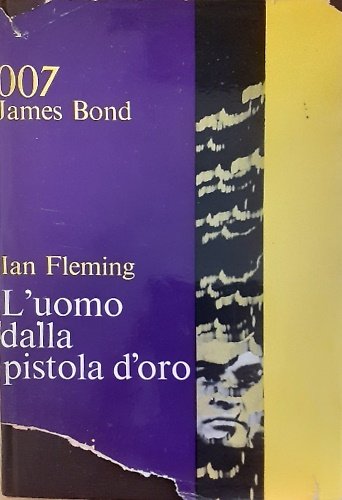 007
James Bond
Ian Fleming
L'uomo
dalla
pistola d'oro